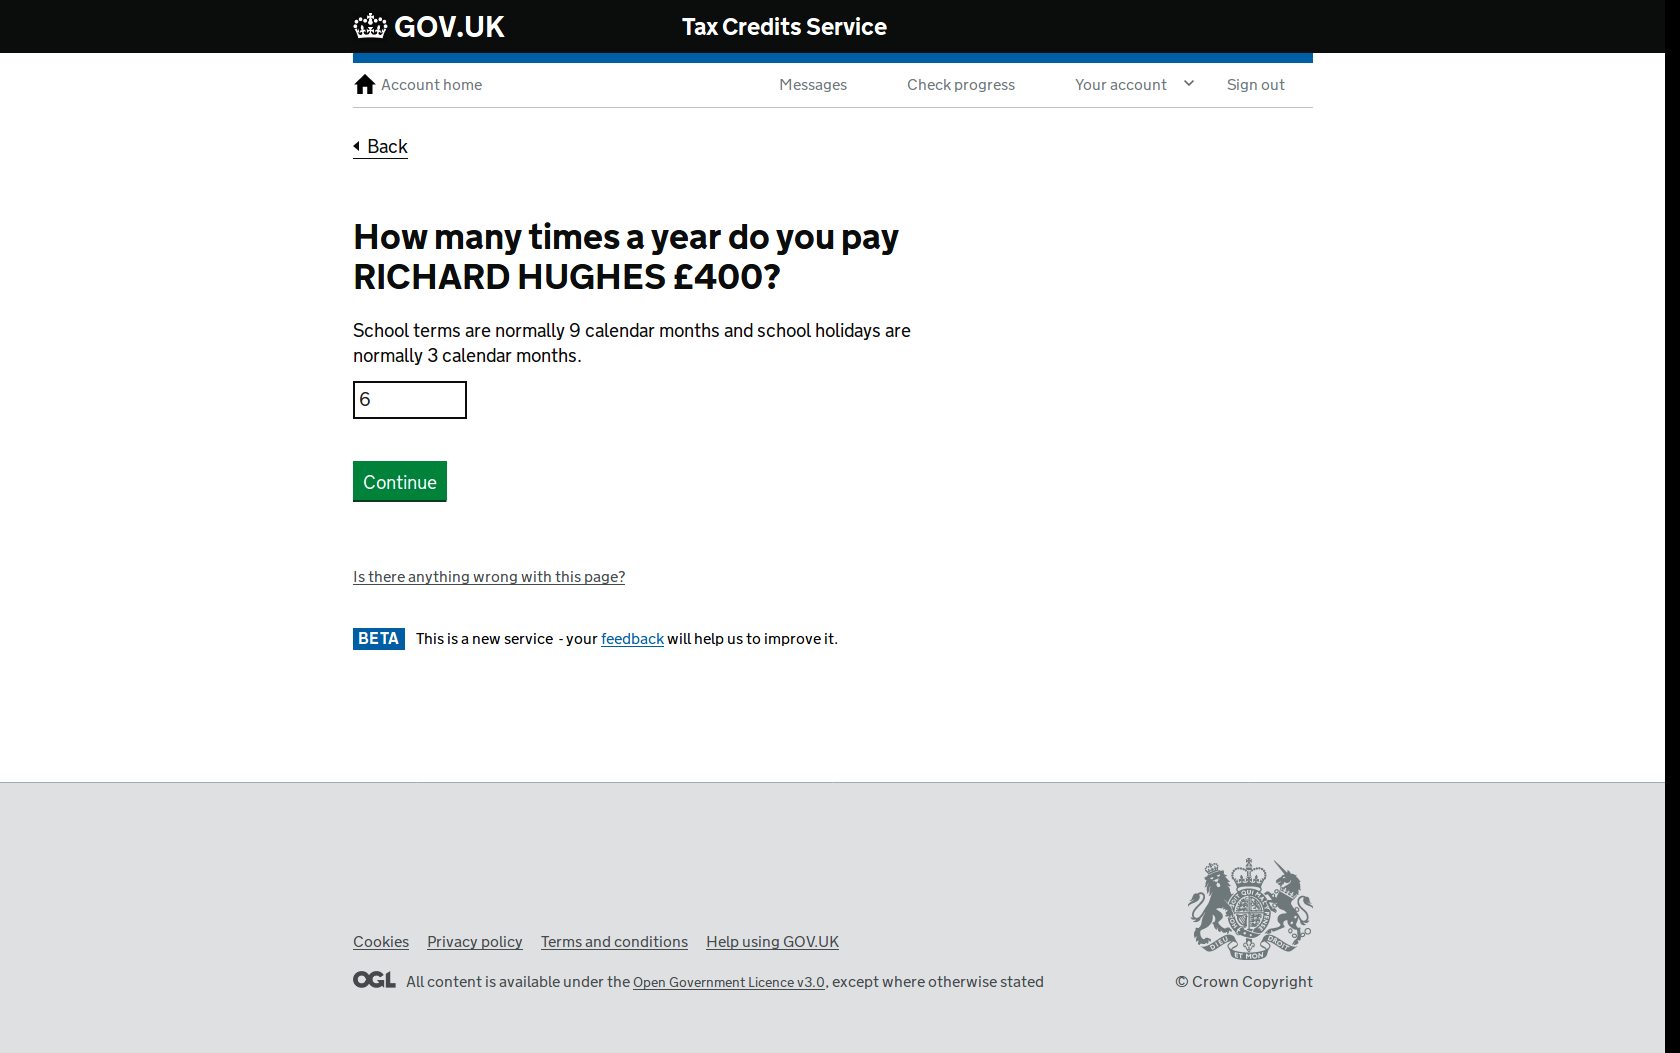 GOV.UK
Tax Credits Service
Account home
Messages
Check progress
Your account
Sign out
Back
How many times a year do you pay
RICHARD HUGHES £400?
School terms are normally 9 calendar months and school holidays are
normally 3 calendar months.
6
Continue
Is there anything wrong with this page?
BETA This is a new service - your feedback will help us to improve it.
Cookies Privacy policy Terms and conditions Help using GOV.UK
OGL All content is available under the Open Government Licence v3.0, except where otherwise stated
© Crown Copyright